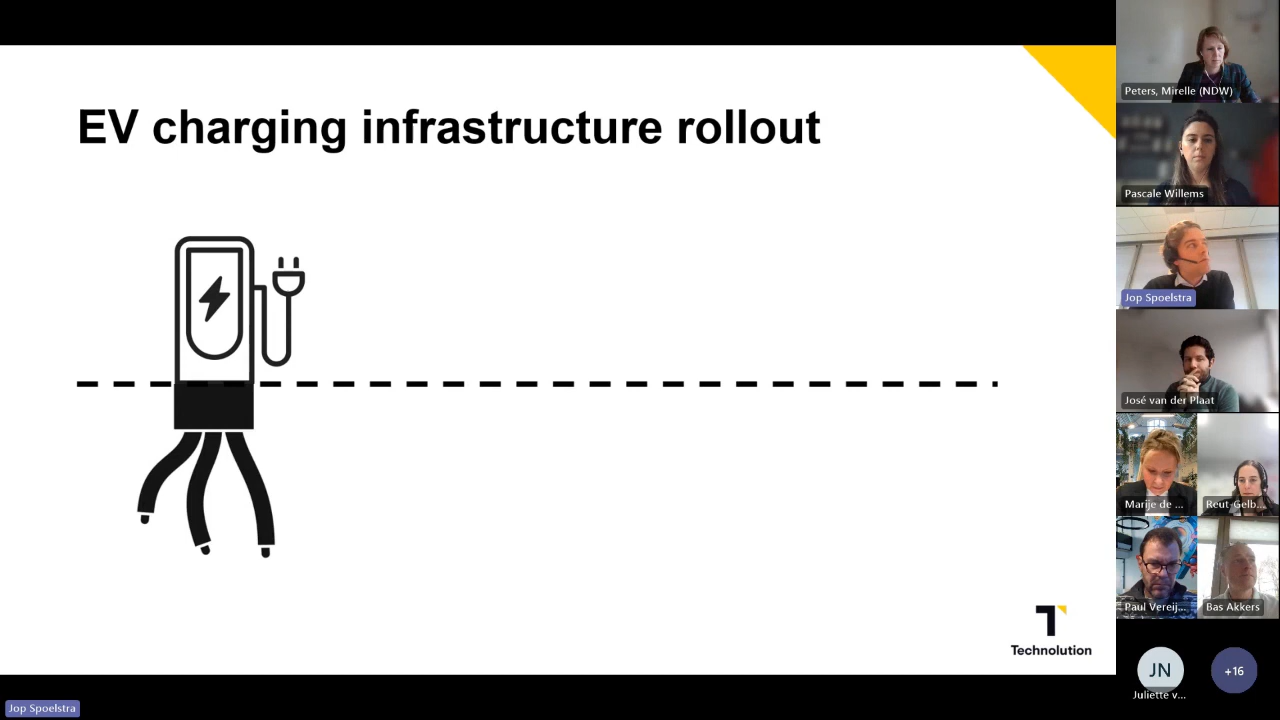 EV charging infrastructure rollout
Technolution
Jop Spoelstra
Peters, Mirelle (NDW)
Pascale Willems
Jop Spoelstra
José van der Plaat
Marije de ...
Reut-Gelb...
Paul Vereij...
Bas Akkers
JN
Juliette v...
+16